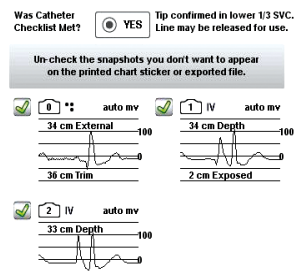 Was Catheter Checklist Met?
YES
Tip confirmed in lower 1/3 SVC.
Line may be released for use.
Un-check the snapshots you don't want to appear
on the printed chart sticker or exported file.
0 auto mv
34 cm External
100
0
36 cm Trim
1 IV auto mv
34 cm Depth
100
0
2 cm Exposed
2 IV auto mv
33 cm Depth
100
0